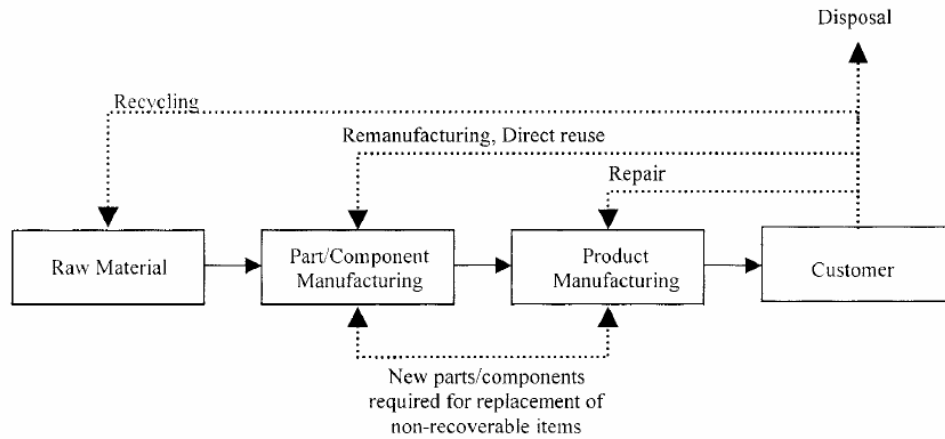 Disposal
Recycling
Remanufacturing, Direct reuse
Repair
Raw Material
Part/Component
Manufacturing
Product
Manufacturing
Customer
New parts/components
required for replacement of
non-recoverable items